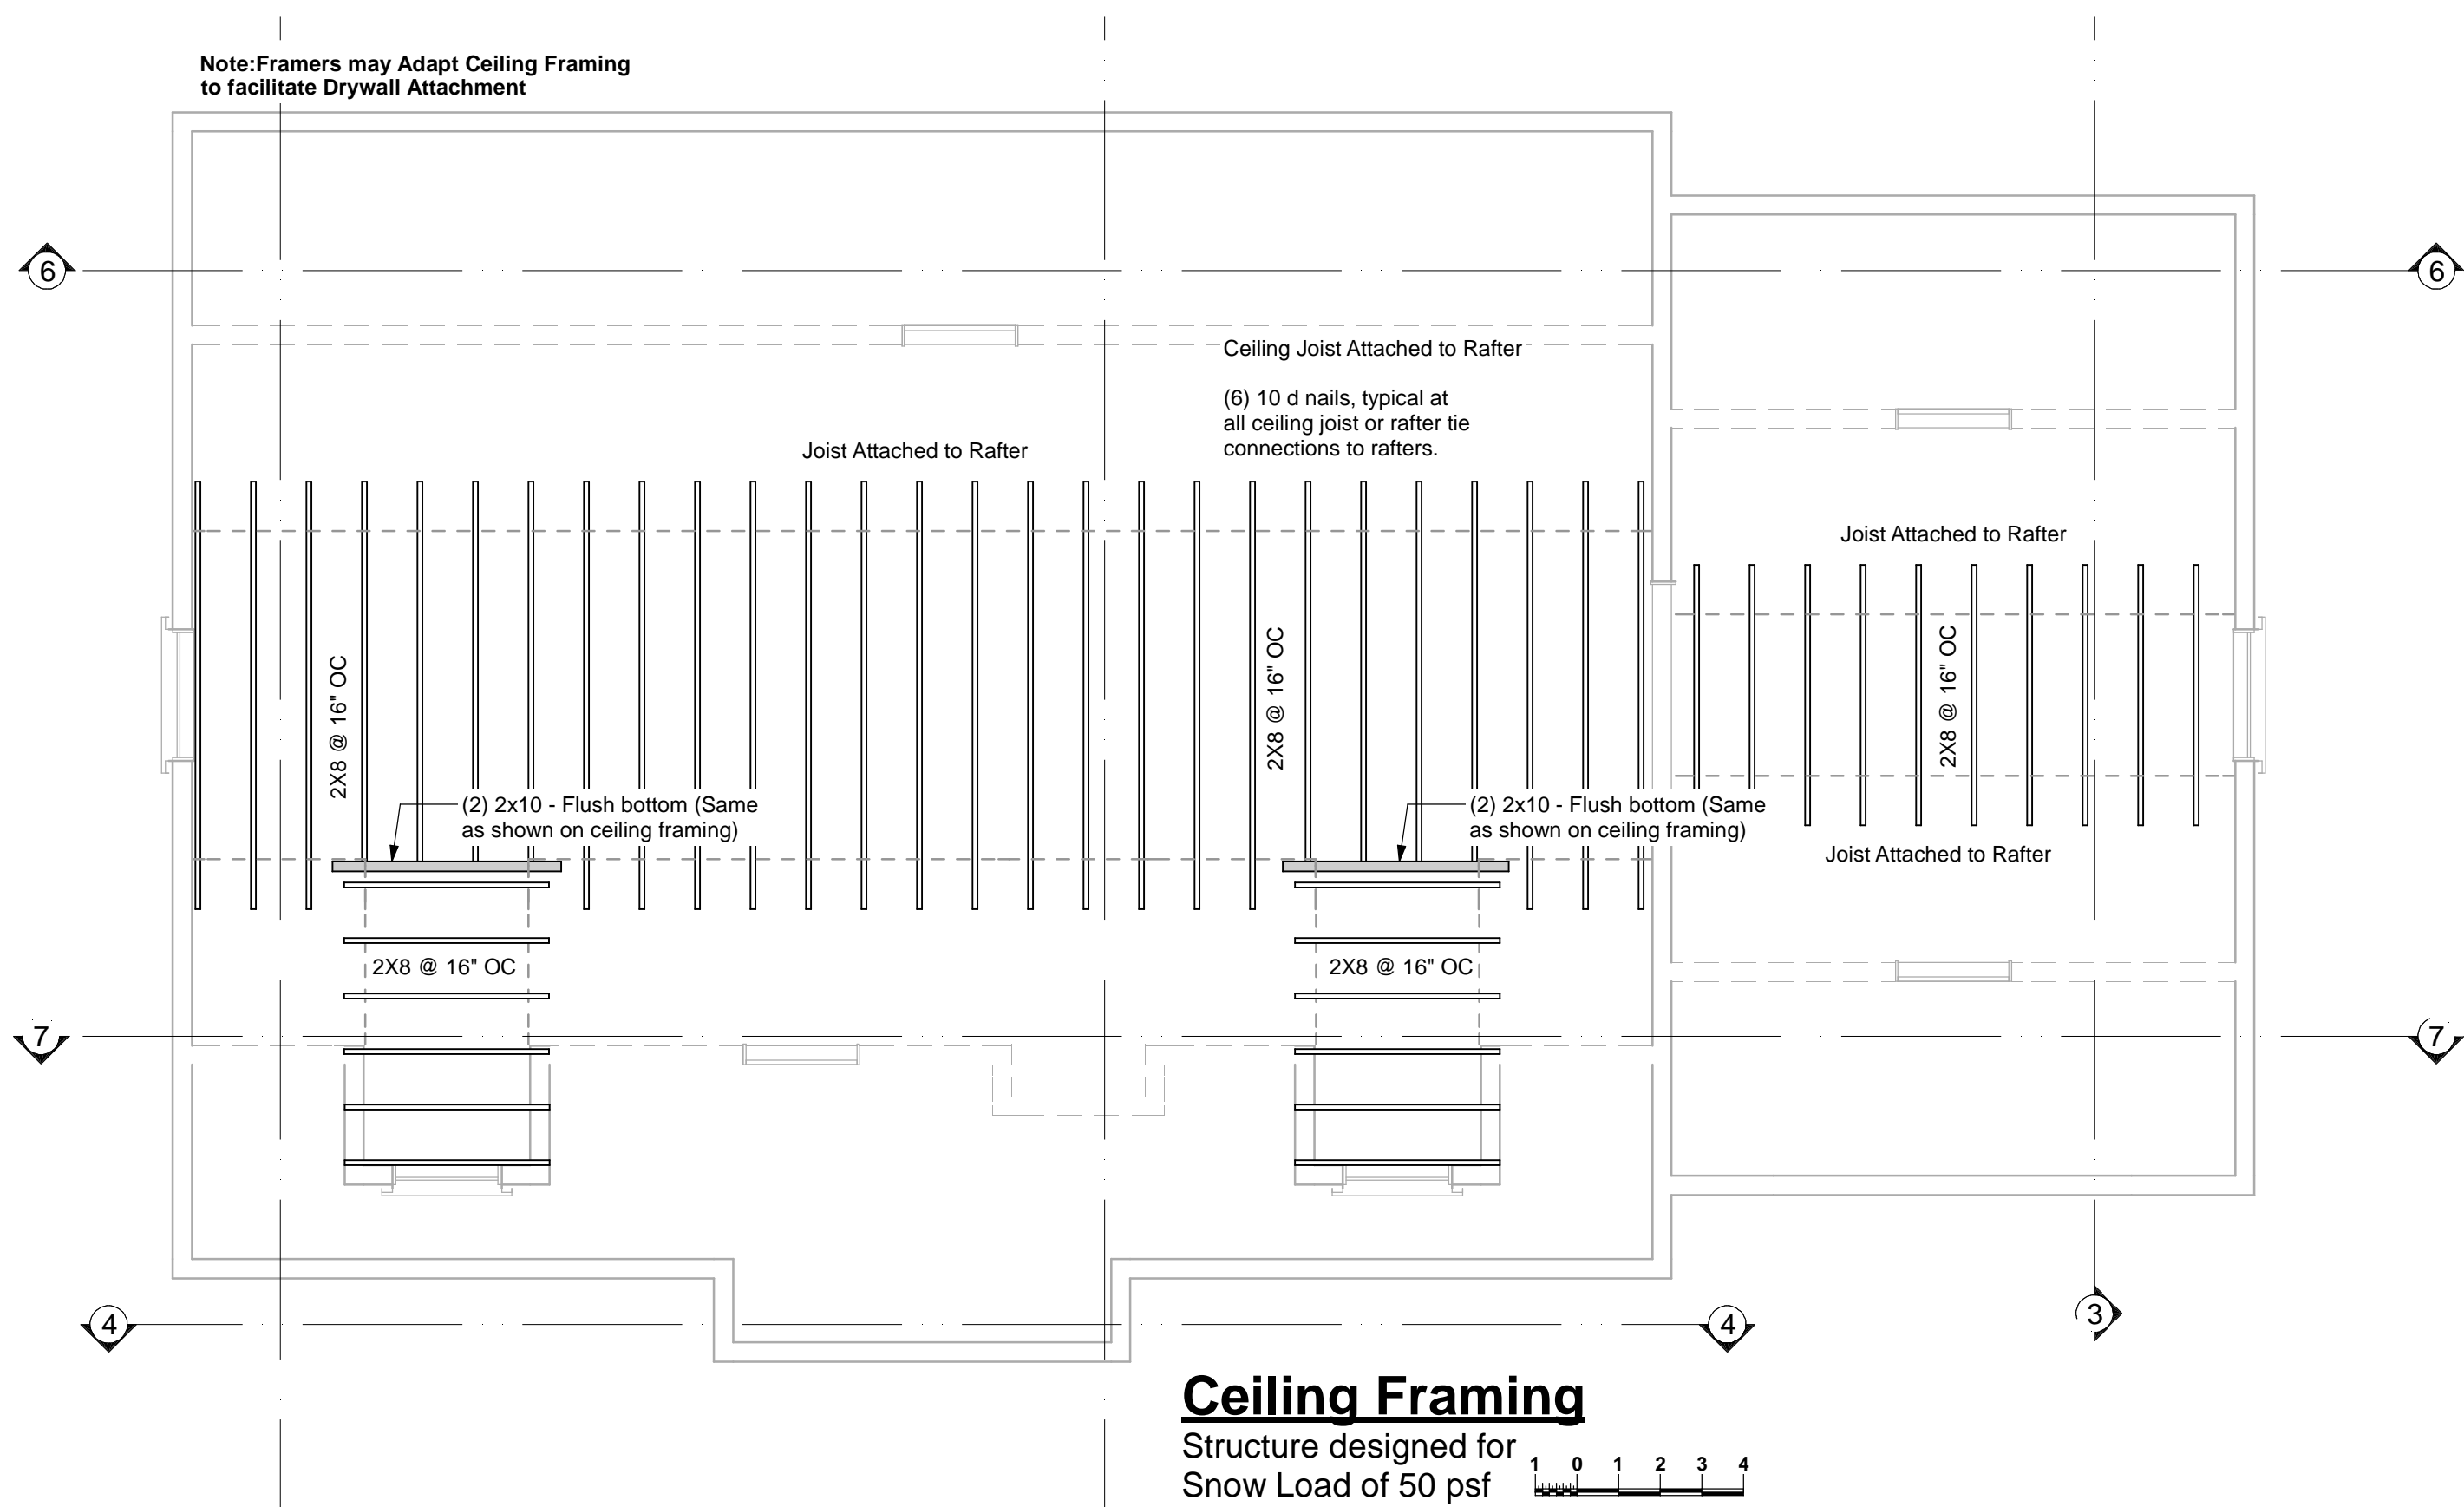 Note:Framers may Adapt Ceiling Framing
to facilitate Drywall Attachment
6
6
Ceiling Joist Attached to Rafter
(6) 10 d nails, typical at
all ceiling joist or rafter tie
connections to rafters.
Joist Attached to Rafter
Joist Attached to Rafter
2X8 @ 16" OC
2X8 @ 16" OC
2X8 @ 16" OC
(2) 2x10 - Flush bottom (Same
as shown on ceiling framing)
(2) 2x10 - Flush bottom (Same
as shown on ceiling framing)
Joist Attached to Rafter
2X8 @ 16" OC
2X8 @ 16" OC
7
7
4
4
3
Ceiling Framing
Structure designed for
Snow Load of 50 psf
1 0 1 2 3 4